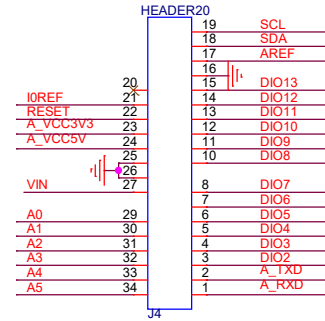 HEADER20
19 SCL
18 SDA
17 AREF
16
20 15 DIO13
I0REF 21 14 DIO12
RESET 22 13 DIO11
A_VCC3V3 23 12 DIO10
A_VCC5V 24 11 DIO9
25 10 DIO8
26
VIN 27 8 DIO7
7 DIO6
A0 29 6 DIO5
A1 30 5 DIO4
A2 31 4 DIO3
A3 32 3 DIO2
A4 33 2 A_TXD
A5 34 1 A_RXD
J4